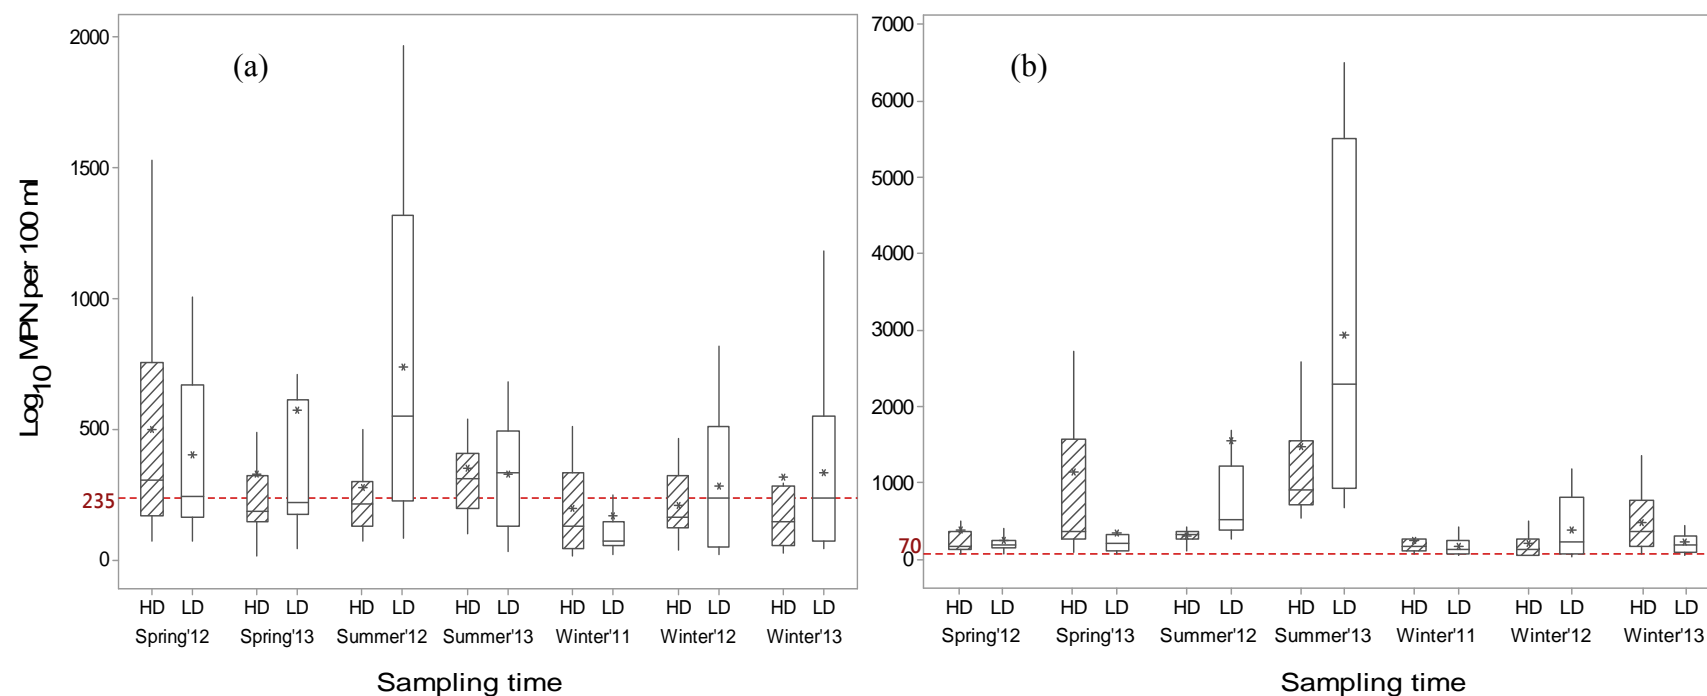 (a)
Log10 MPN per 100 ml
2000
1500
1000
500
235
0
HD LD HD LD HD LD HD LD HD LD HD LD HD LD
Spring'12 Spring'13 Summer'12 Summer'13 Winter'11 Winter'12 Winter'13
Sampling time
(b)
7000
6000
5000
4000
3000
2000
1000
70
0
HD LD HD LD HD LD HD LD HD LD HD LD HD LD
Spring'12 Spring'13 Summer'12 Summer'13 Winter'11 Winter'12 Winter'13
Sampling time